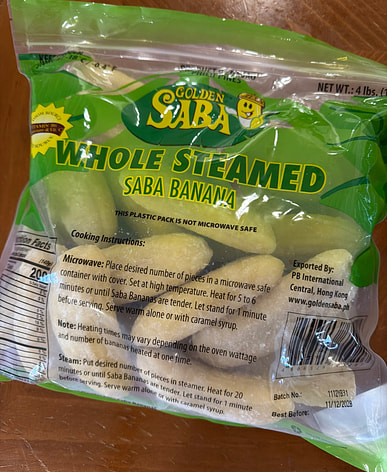 NET WT.: 4 lbs. (1
GOLDEN
SABA
WHOLE STEAMED
SABA BANANA
THIS PLASTIC PACK IS NOT MICROWAVE SAFE
Cooking Instructions:
Microwave: Place desired number of pieces in a microwave safe
container with cover. Set at high temperature. Heat for 5 to 6
minutes or until Saba Bananas are tender. Let stand for 1 minute
before serving. Serve warm alone or with caramel syrup.
Note: Heating times may vary depending on the oven wattage
and number of bananas heated at one time.
Steam: Put desired number of pieces in steamer. Heat for 20
minutes or until Saba Bananas are tender. Let stand for 1 minute
before serving. Serve warm alone or with caramel syrup.
Facts
Exported By:
PB International
Central, Hong Kong
www.goldensaba.ph
Batch No.:
Best Before: 11/12/2028